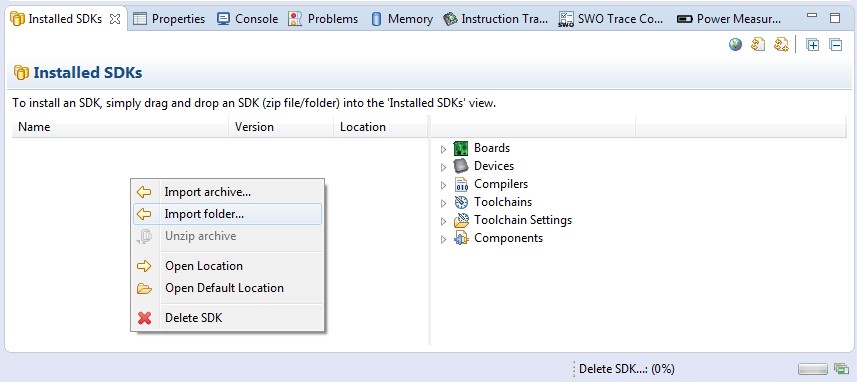 Installed SDKs Properties Console Problems Memory Instruction Tra... SWO Trace Co... Power Measur...
Installed SDKs
To install an SDK, simply drag and drop an SDK (zip file/folder) into the 'Installed SDKs' view.
Name Version Location
Boards
Devices
Compilers
Toolchains
Toolchain Settings
Components
Import archive...
Import folder...
Unzip archive
Open Location
Open Default Location
Delete SDK
Delete SDK...: (0%)